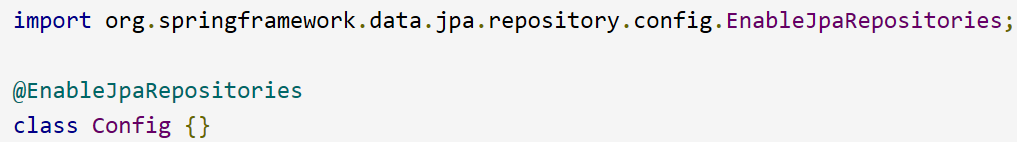 import org.springframework.data.jpa.repository.config.EnableJpaRepositories;
@EnableJpaRepositories
class Config {}